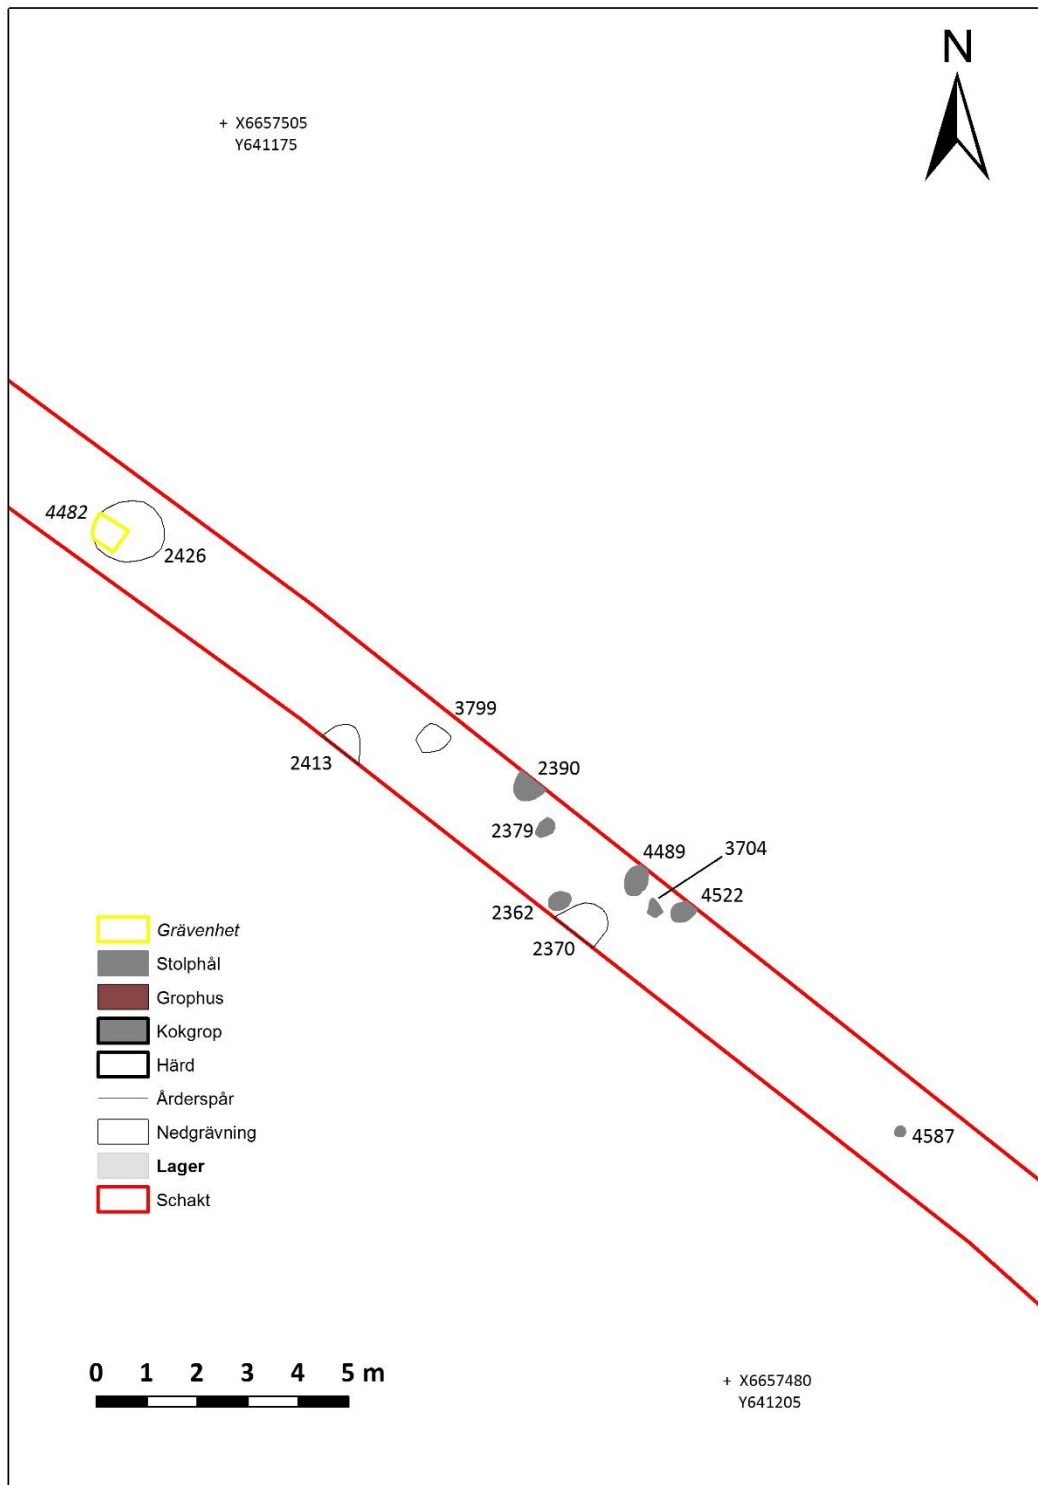 N
+ X6657505
Y641175
4482
2426
3799
2413
2390
2379
4489
3704
4522
2362
2370
4587
Grävenhet
Stolphål
Grophus
Kokgrop
Härd
Årderspår
Nedgrävning
Lager
Schakt
0 1 2 3 4 5 m
+ X6657480
Y641205